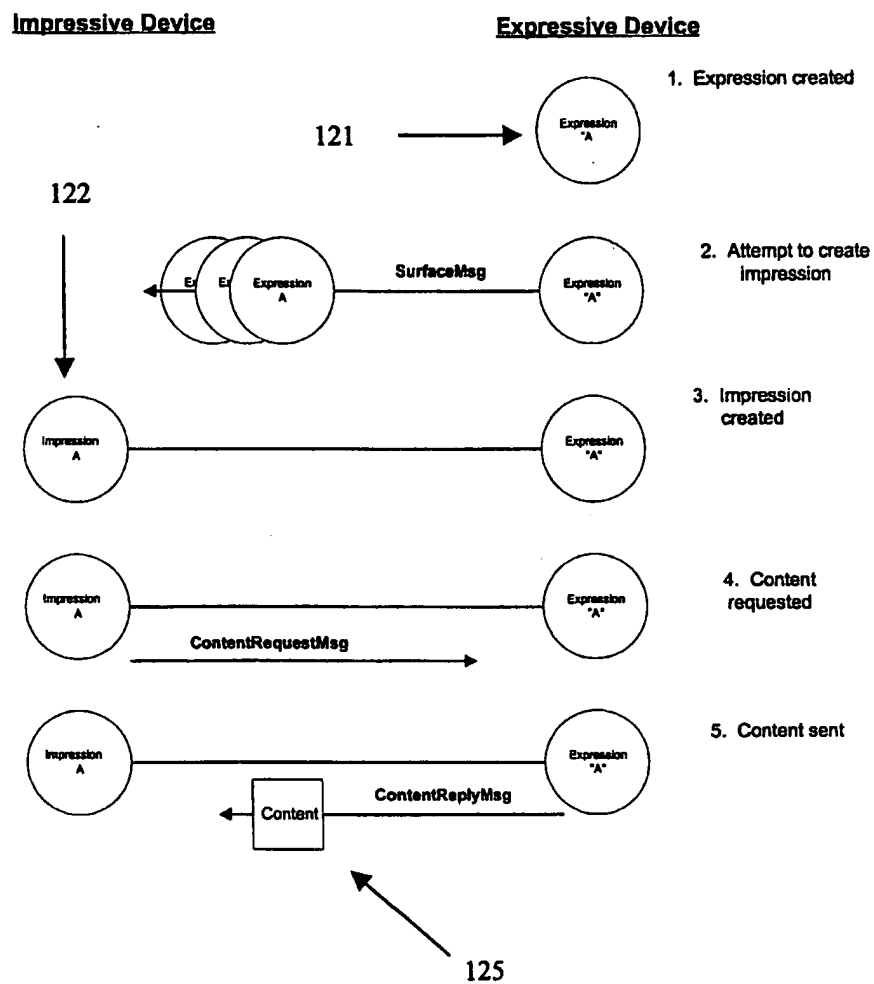 Impressive Device
Expressive Device
1. Expression created
Expression
"A
121
122
2. Attempt to create
impression
SurfaceMsg
Ex
E
Expression
A
Expression
"A"
3. Impression
created
Impression
A
Expression
"A"
4. Content
requested
Impression
A
Expression
"A"
ContentRequestMsg
5. Content sent
Impression
A
Expression
"A"
ContentReplyMsg
Content
125